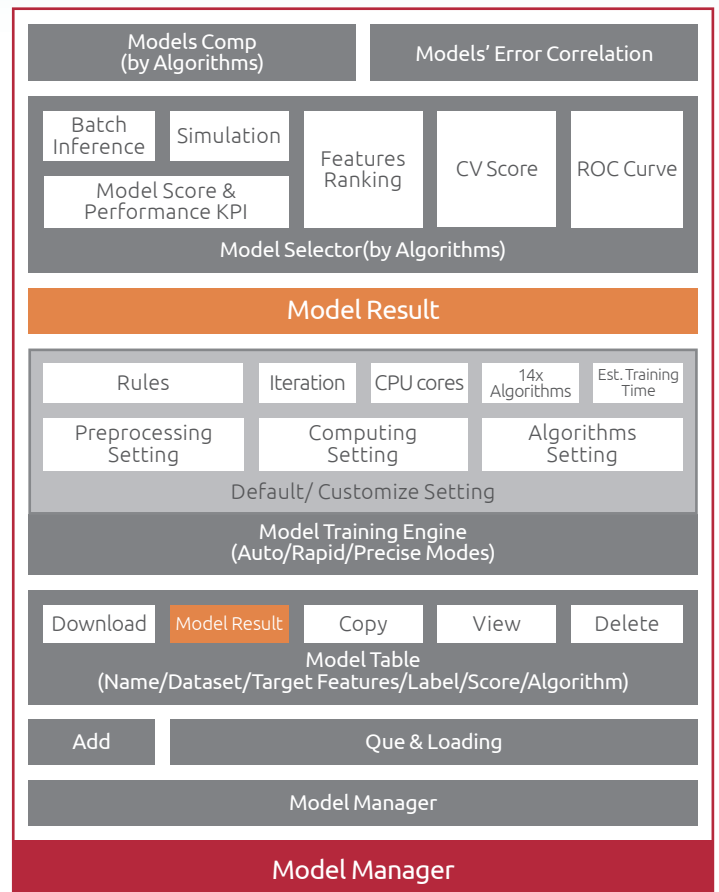 Models Comp
(by Algorithms)
Models' Error Correlation
Batch
Inference
Simulation
Model Score &
Performance KPI
Features
Ranking
CV Score
ROC Curve
Model Selector(by Algorithms)
Model Result
Rules
Iteration
CPU cores
14x
Algorithms
Est. Training
Time
Preprocessing
Setting
Computing
Setting
Algorithms
Setting
Default/ Customize Setting
Model Training Engine
(Auto/Rapid/Precise Modes)
Download
Model Result
Copy
View
Delete
Model Table
(Name/Dataset/Target Features/Label/Score/Algorithm)
Add
Que & Loading
Model Manager
Model Manager